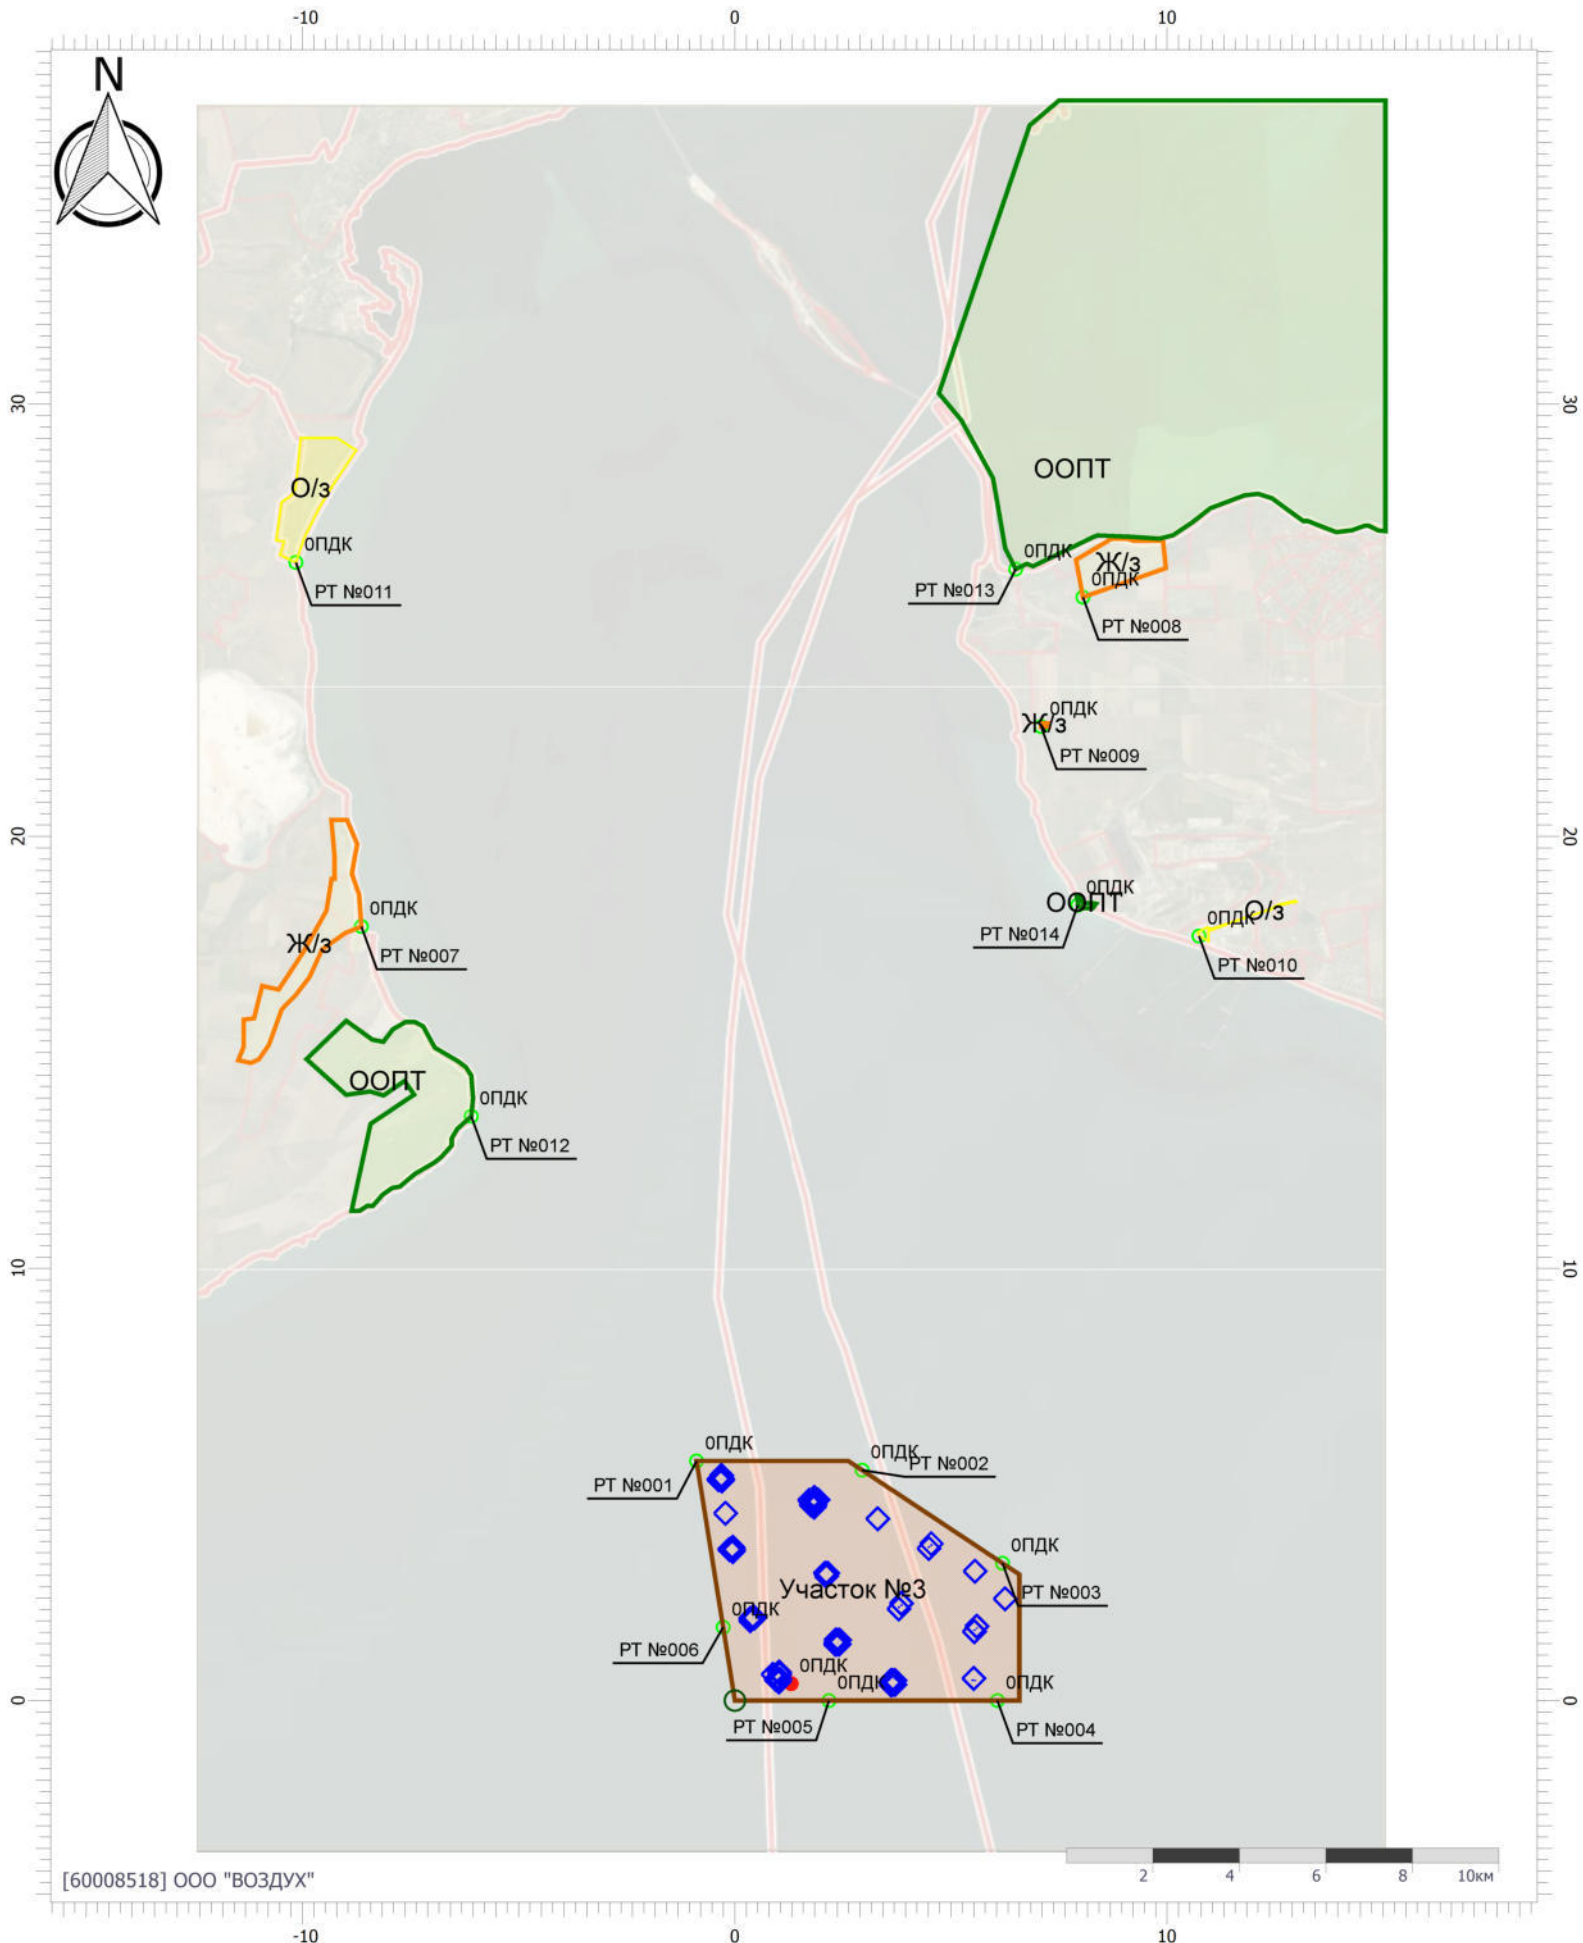 -10
0
10
N
30
30
ООПТ
О/з
0ПДК
РТ №011
0ПДК
РТ №013
Ж/з
0ПДК
РТ №008
0ПДК
Ж/з
РТ №009
20
20
0ПДК
ООПТ
РТ №014
0ПДК
О/з
РТ №010
0ПДК
Ж/з
РТ №007
ООПТ
0ПДК
РТ №012
10
10
0ПДК
РТ №001
0ПДК
РТ №002
0ПДК
РТ №003
Участок №3
0ПДК
РТ №006
0ПДК
0ПДК
РТ №005
0ПДК
РТ №004
0
0
[60008518] ООО "ВОЗДУХ"
2
4
6
8
10км
-10
0
10